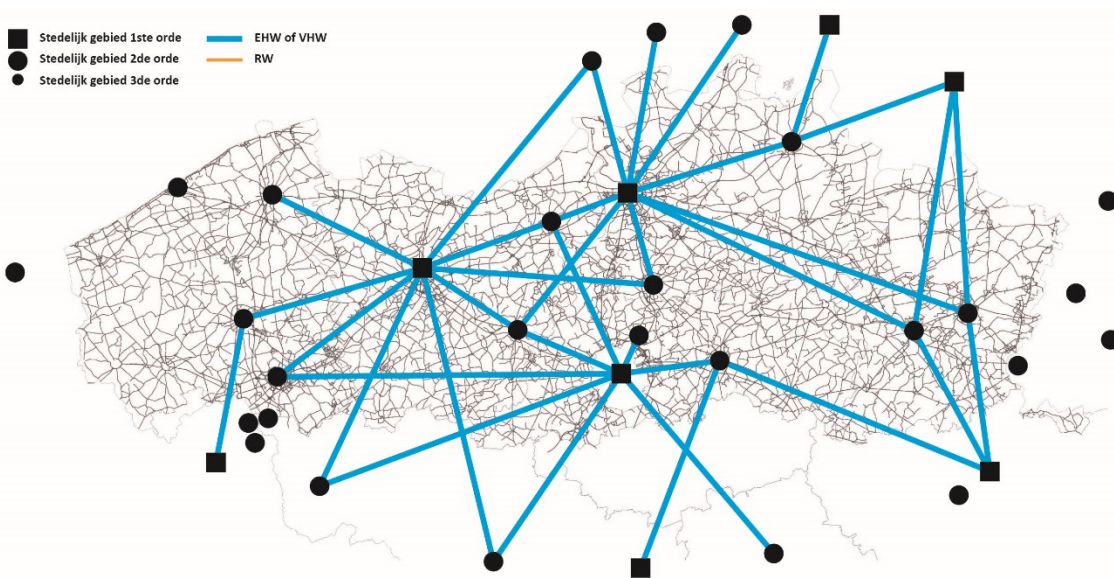 Stedelijk gebied 1ste orde
EHW of VHW
Stedelijk gebied 2de orde
RW
Stedelijk gebied 3de orde